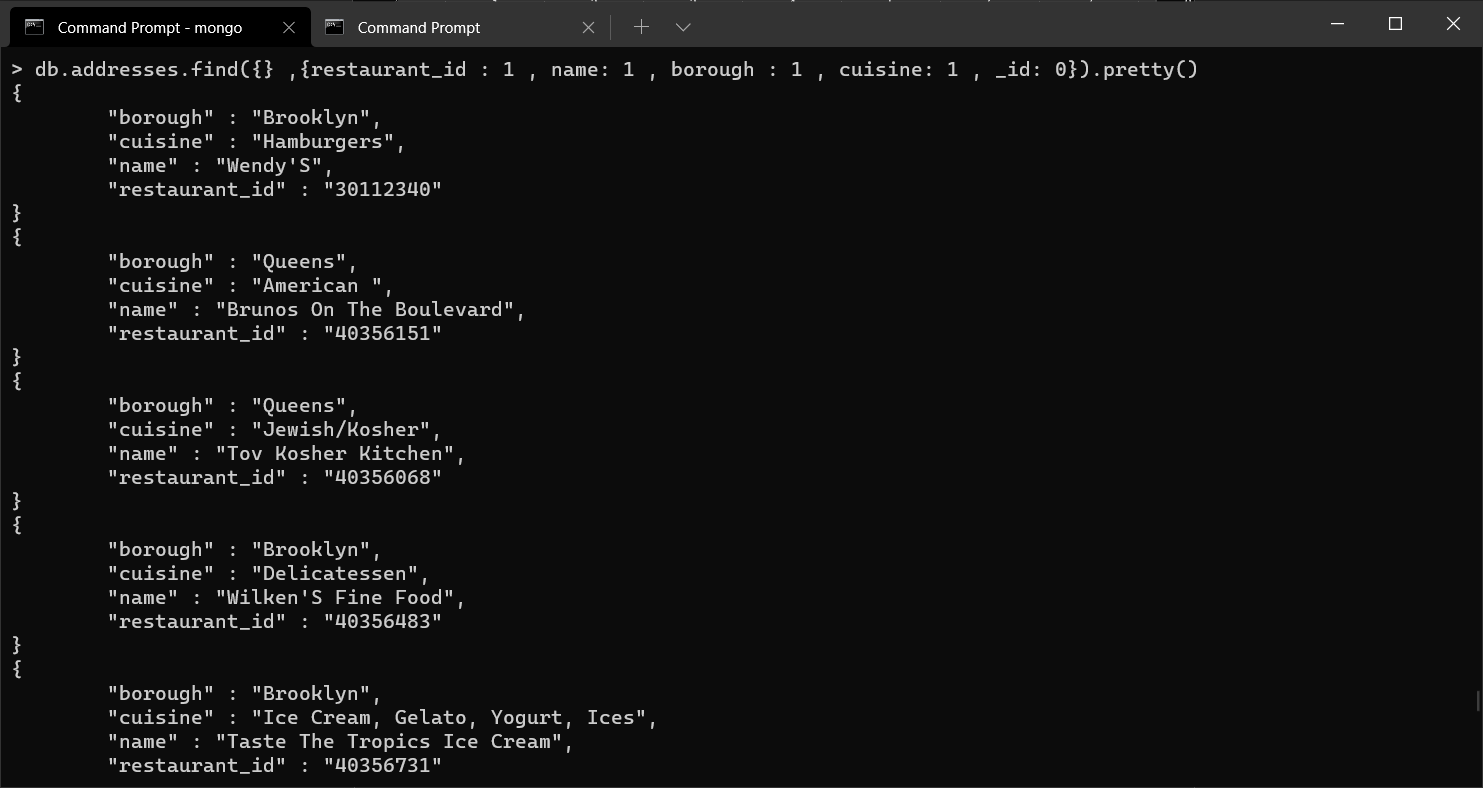 Command Prompt - mongo
Command Prompt
> db.addresses.find({} ,{restaurant_id : 1 , name: 1 , borough : 1 , cuisine: 1 , _id: 0}).pretty()
{
"borough" : "Brooklyn",
"cuisine" : "Hamburgers",
"name" : "Wendy'S",
"restaurant_id" : "30112340"
}
{
"borough" : "Queens",
"cuisine" : "American ",
"name" : "Brunos On The Boulevard",
"restaurant_id" : "40356151"
}
{
"borough" : "Queens",
"cuisine" : "Jewish/Kosher",
"name" : "Tov Kosher Kitchen",
"restaurant_id" : "40356068"
}
{
"borough" : "Brooklyn",
"cuisine" : "Delicatessen",
"name" : "Wilken'S Fine Food",
"restaurant_id" : "40356483"
}
{
"borough" : "Brooklyn",
"cuisine" : "Ice Cream, Gelato, Yogurt, Ices",
"name" : "Taste The Tropics Ice Cream",
"restaurant_id" : "40356731"